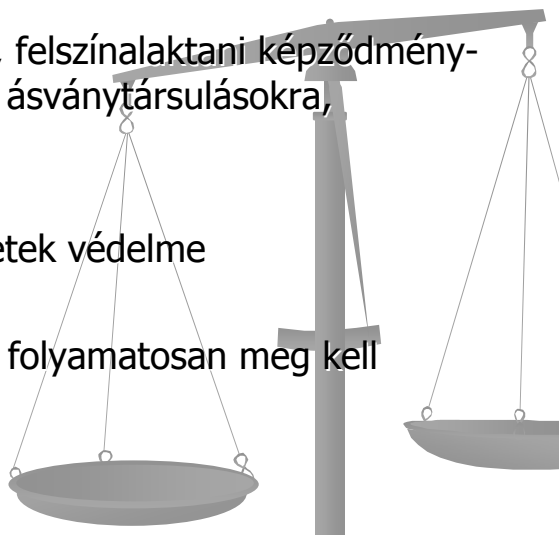 felszínalaktani képződmény-
ásványtársulásokra,
etek védelme
folyamatosan meg kell